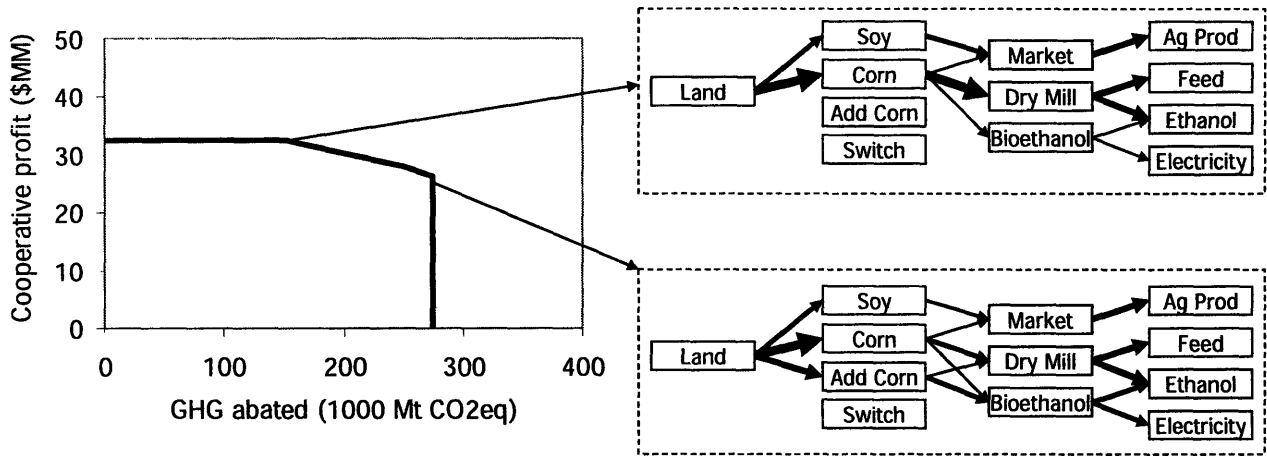 Cooperative profit ($MM)
50
40
30
20
10
0
0 100 200 300 400
GHG abated (1000 Mt CO2eq)
Land
Soy
Corn
Add Corn
Switch
Market
Dry Mill
Bioethanol
Ag Prod
Feed
Ethanol
Electricity
Land
Soy
Corn
Add Corn
Switch
Market
Dry Mill
Bioethanol
Ag Prod
Feed
Ethanol
Electricity